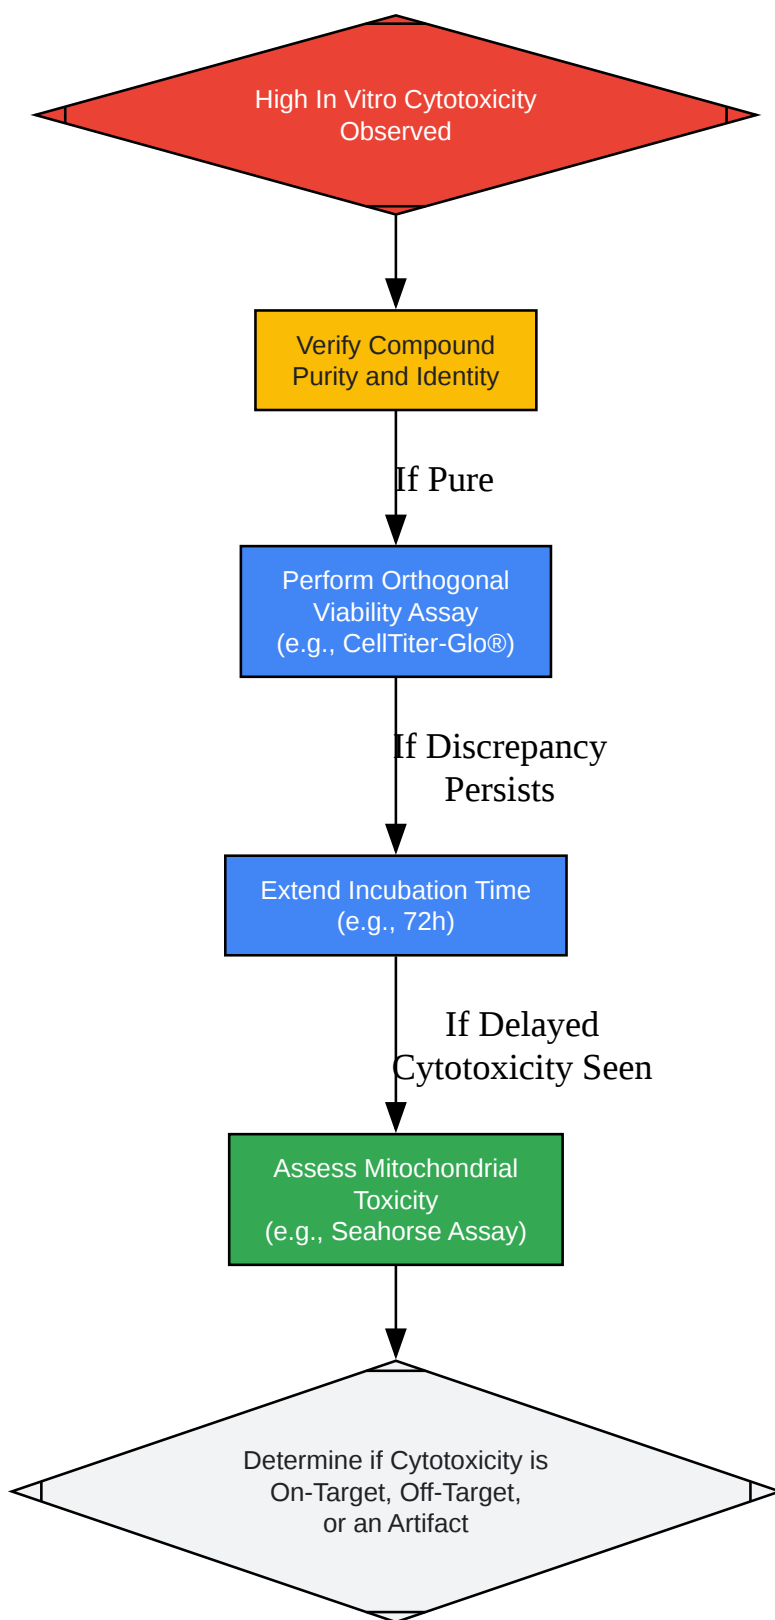 High In Vitro Cytotoxicity
Observed
Verify Compound
Purity and Identity
If Pure
Perform Orthogonal
Viability Assay
(e.g., CellTiter-Glo®)
If Discrepancy
Persists
Extend Incubation Time
(e.g., 72h)
If Delayed
Cytotoxicity Seen
Assess Mitochondrial
Toxicity
(e.g., Seahorse Assay)
Determine if Cytotoxicity is
On-Target, Off-Target,
or an Artifact